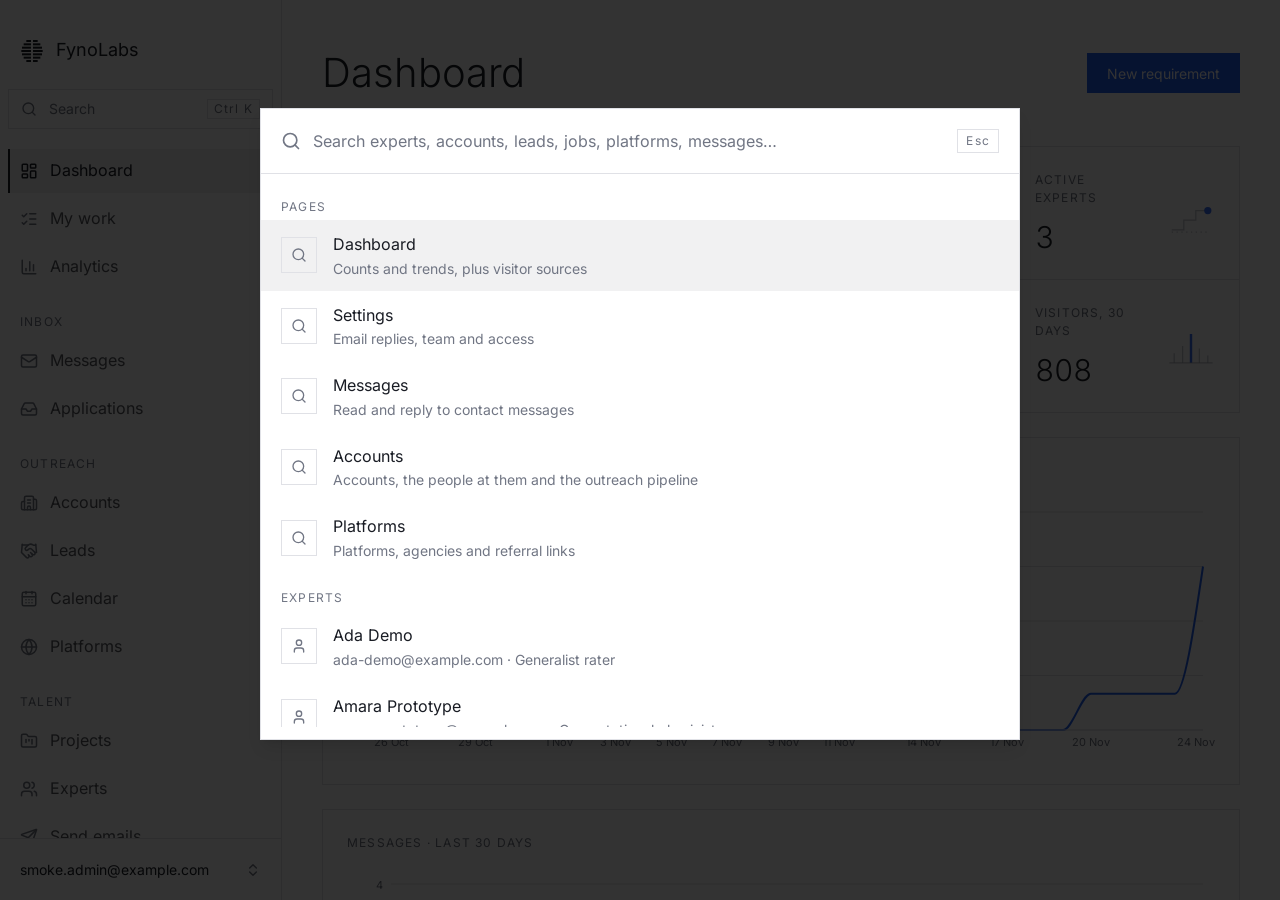 FynoLabs
Search
Ctrl K
Dashboard
My work
Analytics
INBOX
Messages
Applications
OUTREACH
Accounts
Leads
Calendar
Platforms
TALENT
Projects
Experts
Send emails
smoke.admin@example.com
Dashboard
New requirement
Search experts, accounts, leads, jobs, platforms, messages...
Esc
PAGES
Dashboard
Counts and trends, plus visitor sources
Settings
Email replies, team and access
Messages
Read and reply to contact messages
Accounts
Accounts, the people at them and the outreach pipeline
Platforms
Platforms, agencies and referral links
EXPERTS
Ada Demo
ada-demo@example.com · Generalist rater
Amara Prototype
ACTIVE
EXPERTS
3
VISITORS, 30
DAYS
808
26 Oct
29 Oct
1 Nov
3 Nov
5 Nov
7 Nov
9 Nov
11 Nov
14 Nov
17 Nov
20 Nov
24 Nov
MESSAGES · LAST 30 DAYS
4